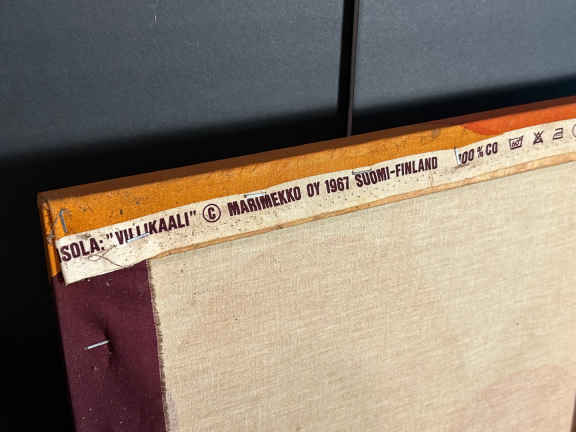 SOLA: "VILLIKAALI" © MARIMEKKO OY 1967 SUOMI-FINLAND 100 % CO